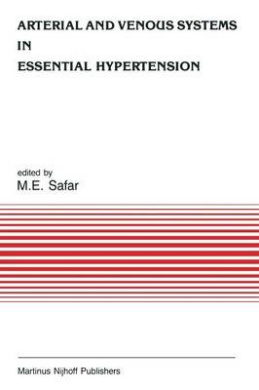 ARTERIAL AND VENOUS SYSTEMS
IN
ESSENTIAL HYPERTENSION
edited by
M.E. Safar
Martinus Nijhoff Publishers